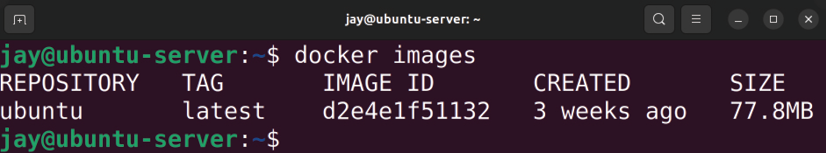 jay@ubuntu-server: ~
jay@ubuntu-server:~$ docker images
REPOSITORY   TAG       IMAGE ID       CREATED       SIZE
ubuntu       latest    d2e4e1f51132   3 weeks ago   77.8MB
jay@ubuntu-server:~$